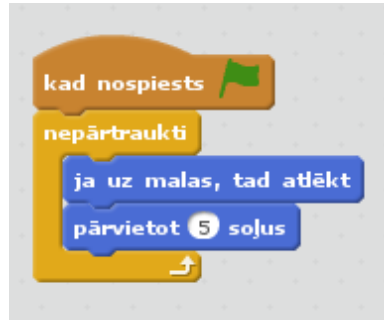 kad nospiests
nepārtraukti
ja uz malas, tad atlēkt
pārvietot 5 soļus